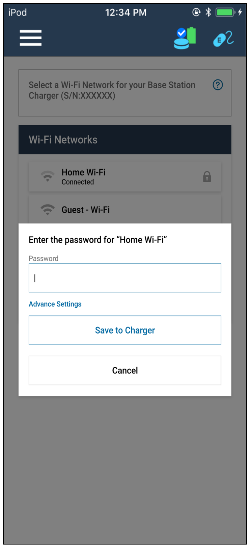 iPod 12:34 PM
Select a Wi-Fi Network for your Base Station
Charger (S/N:XXXXXX)
?
Wi-Fi Networks
Home Wi-Fi
Connected
Guest - Wi-Fi
Enter the password for “Home Wi-Fi”
Password
Advance Settings
Save to Charger
Cancel